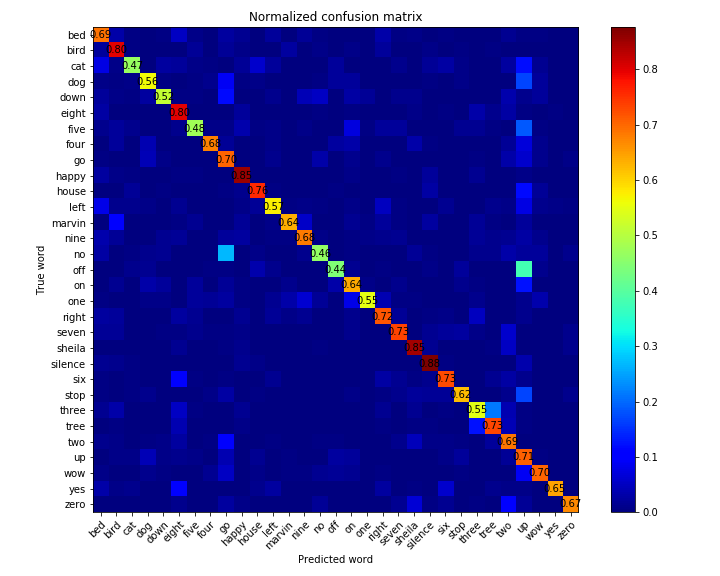 Normalized confusion matrix
True word
bed
bird
cat
dog
down
eight
five
four
go
happy
house
left
marvin
nine
no
off
on
one
right
seven
sheila
silence
six
stop
three
tree
two
up
wow
yes
zero
0.69
0.80
0.47
0.56
0.52
0.80
0.48
0.68
0.70
0.85
0.76
0.57
0.64
0.68
0.46
0.44
0.64
0.55
0.72
0.73
0.85
0.88
0.73
0.62
0.55
0.73
0.69
0.71
0.70
0.65
0.67
bed
bird
cat
dog
down
eight
five
four
go
happy
house
left
marvin
nine
no
off
on
one
right
seven
sheila
silence
six
stop
three
tree
two
up
wow
yes
zero
Predicted word
0.8
0.7
0.6
0.5
0.4
0.3
0.2
0.1
0.0